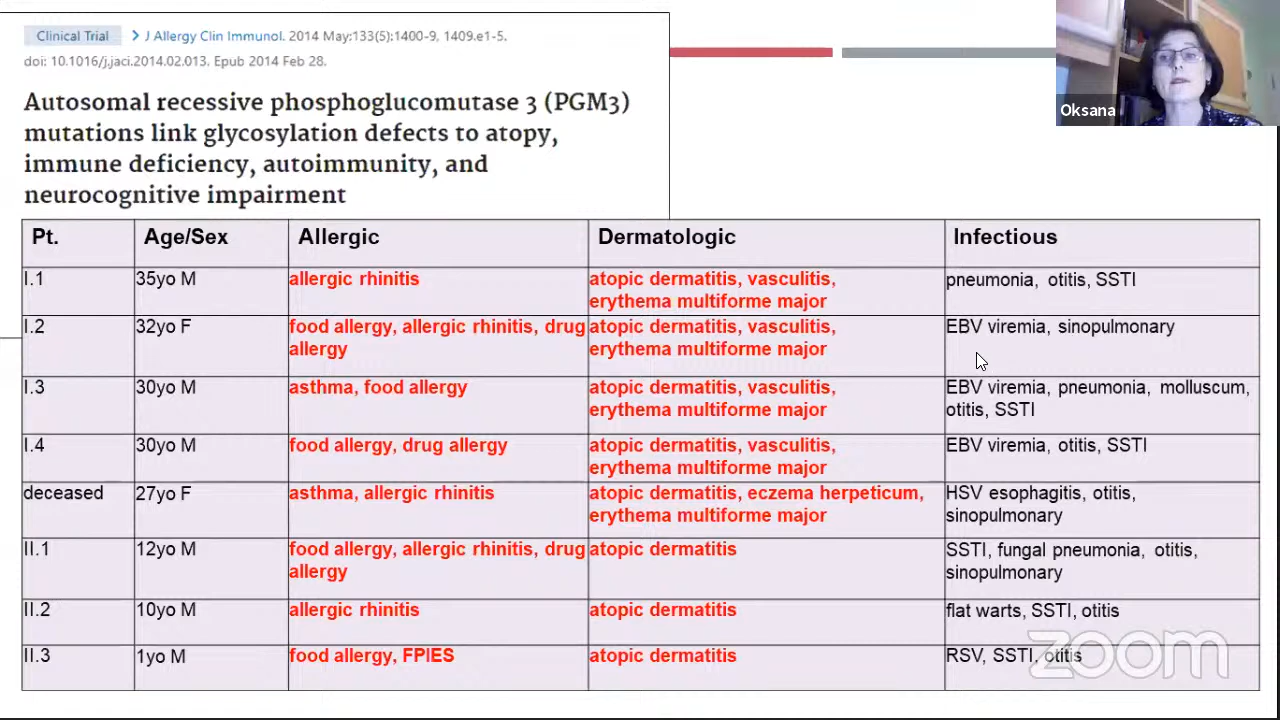 Clinical Trial > J Allergy Clin Immunol. 2014 May:133(5):1400-9, 1409.e1-5.
doi: 10.1016/j.jaci.2014.02.013. Epub 2014 Feb 28.
Autosomal recessive phosphoglucomutase 3 (PGM3)
mutations link glycosylation defects to atopy,
immune deficiency, autoimmunity, and
neurocognitive impairment
Oksana
Pt. Age/Sex Allergic Dermatologic Infectious
I.1 35yo M allergic rhinitis atopic dermatitis, vasculitis, pneumonia, otitis, SSTI
erythema multiforme major
I.2 32yo F food allergy, allergic rhinitis, drug atopic dermatitis, vasculitis, EBV viremia, sinopulmonary
allergy erythema multiforme major
I.3 30yo M asthma, food allergy atopic dermatitis, vasculitis, EBV viremia, pneumonia, molluscum,
erythema multiforme major otitis, SSTI
I.4 30yo M food allergy, drug allergy atopic dermatitis, vasculitis, EBV viremia, otitis, SSTI
erythema multiforme major
deceased 27yo F asthma, allergic rhinitis atopic dermatitis, eczema herpeticum, HSV esophagitis, otitis,
erythema multiforme major sinopulmonary
II.1 12yo M food allergy, allergic rhinitis, drug atopic dermatitis SSTI, fungal pneumonia, otitis,
allergy sinopulmonary
II.2 10yo M allergic rhinitis atopic dermatitis flat warts, SSTI, otitis
II.3 1yo M food allergy, FPIES atopic dermatitis RSV, SSTI, otitis
zoom